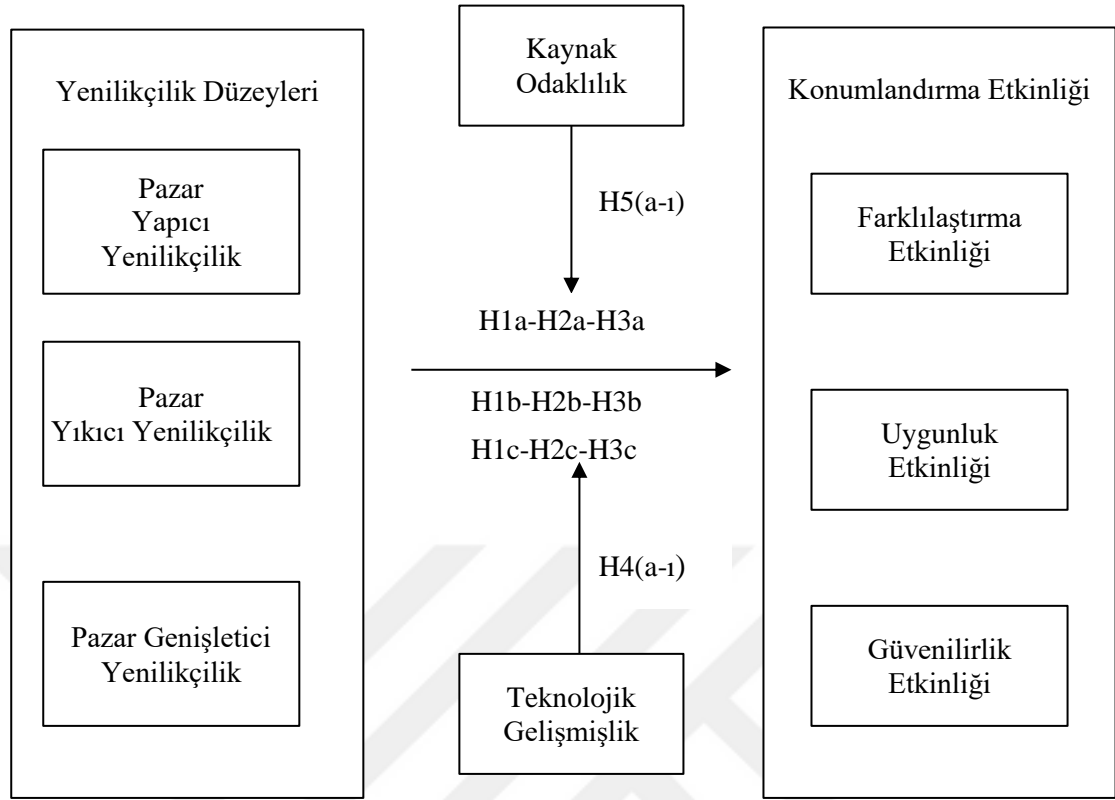 Yenilikçilik Düzeyleri
Pazar
Yapıcı
Yenilikçilik
Pazar
Yıkıcı Yenilikçilik
Pazar Genişletici
Yenilikçilik
Kaynak
Odaklılık
H5(a-ı)
H1a-H2a-H3a
H1b-H2b-H3b
H1c-H2c-H3c
H4(a-ı)
Teknolojik
Gelişmişlik
Konumlandırma Etkinliği
Farklılaştırma
Etkinliği
Uygunluk
Etkinliği
Güvenilirlik
Etkinliği